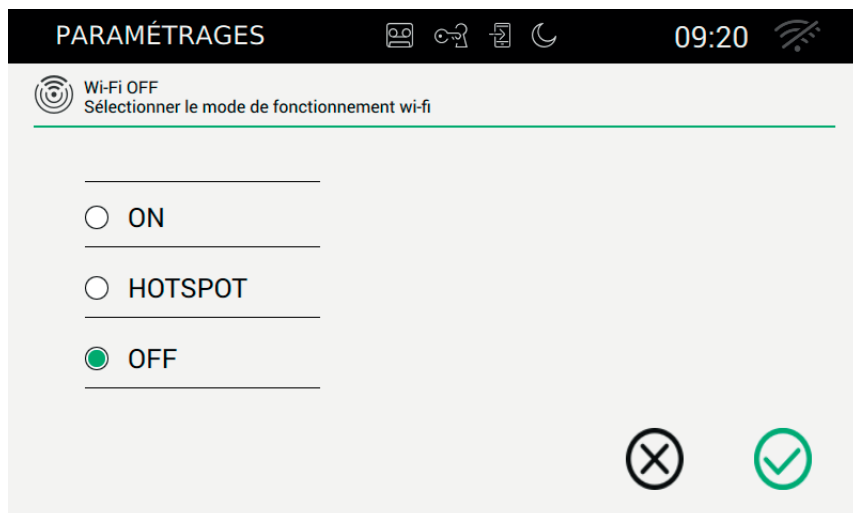 PARAMÉTRAGES 09:20
Wi-Fi OFF
Sélectionner le mode de fonctionnement wi-fi
ON
HOTSPOT
OFF